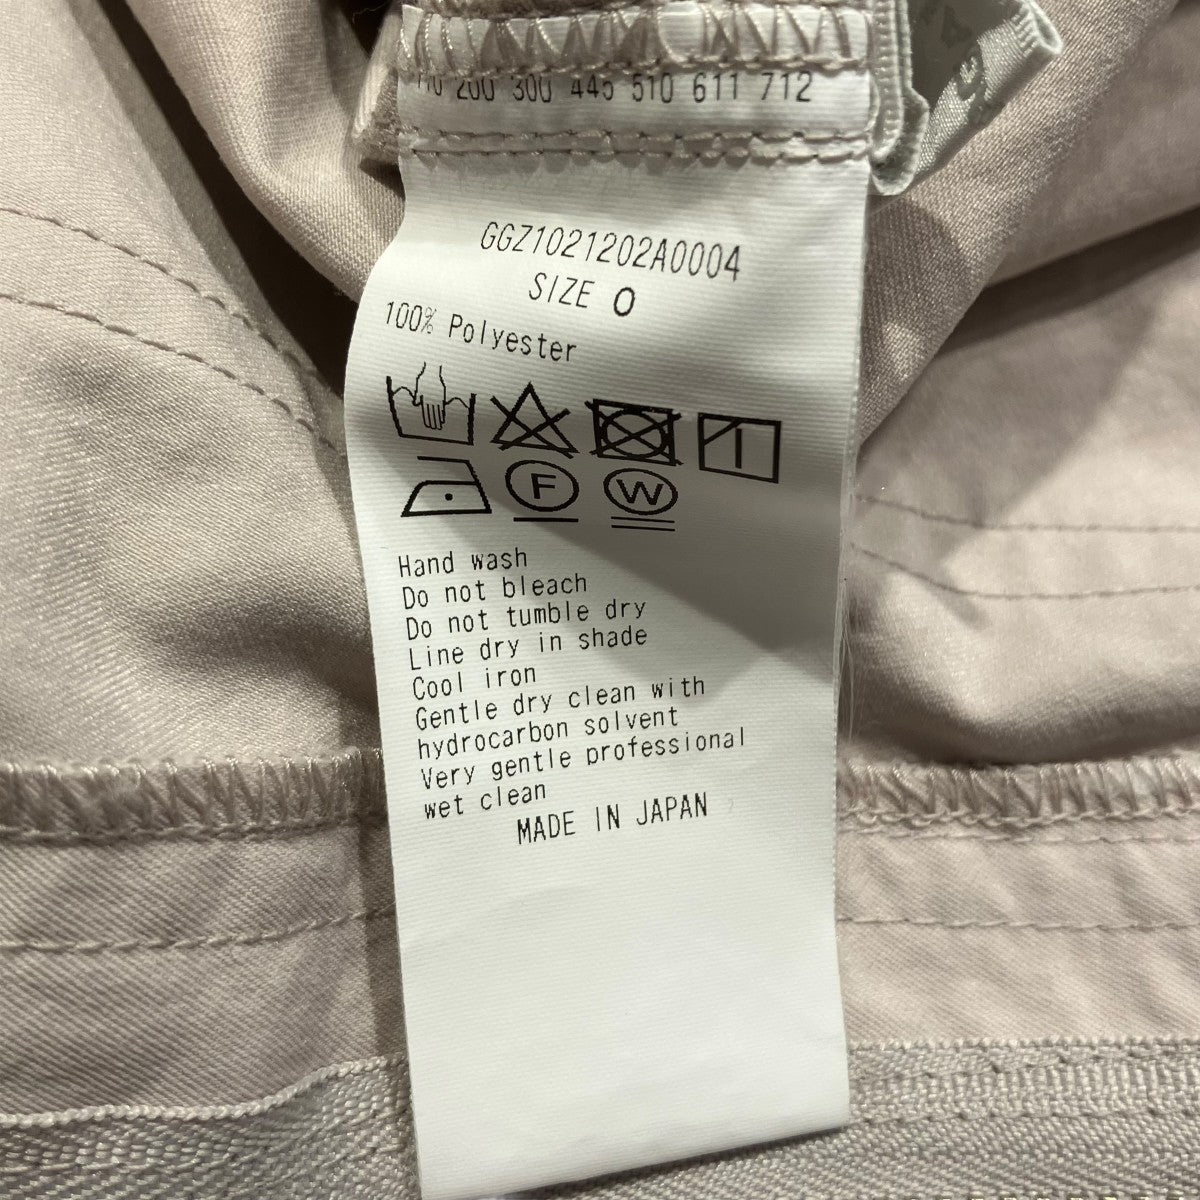 200 300 445 510 611 712
GGZ1021202A0004
SIZE 0
100% Polyester
F W
Hand wash
Do not bleach
Do not tumble dry
Line dry in shade
Cool iron
Gentle dry clean with
hydrocarbon solvent
Very gentle professional
wet clean
MADE IN JAPAN